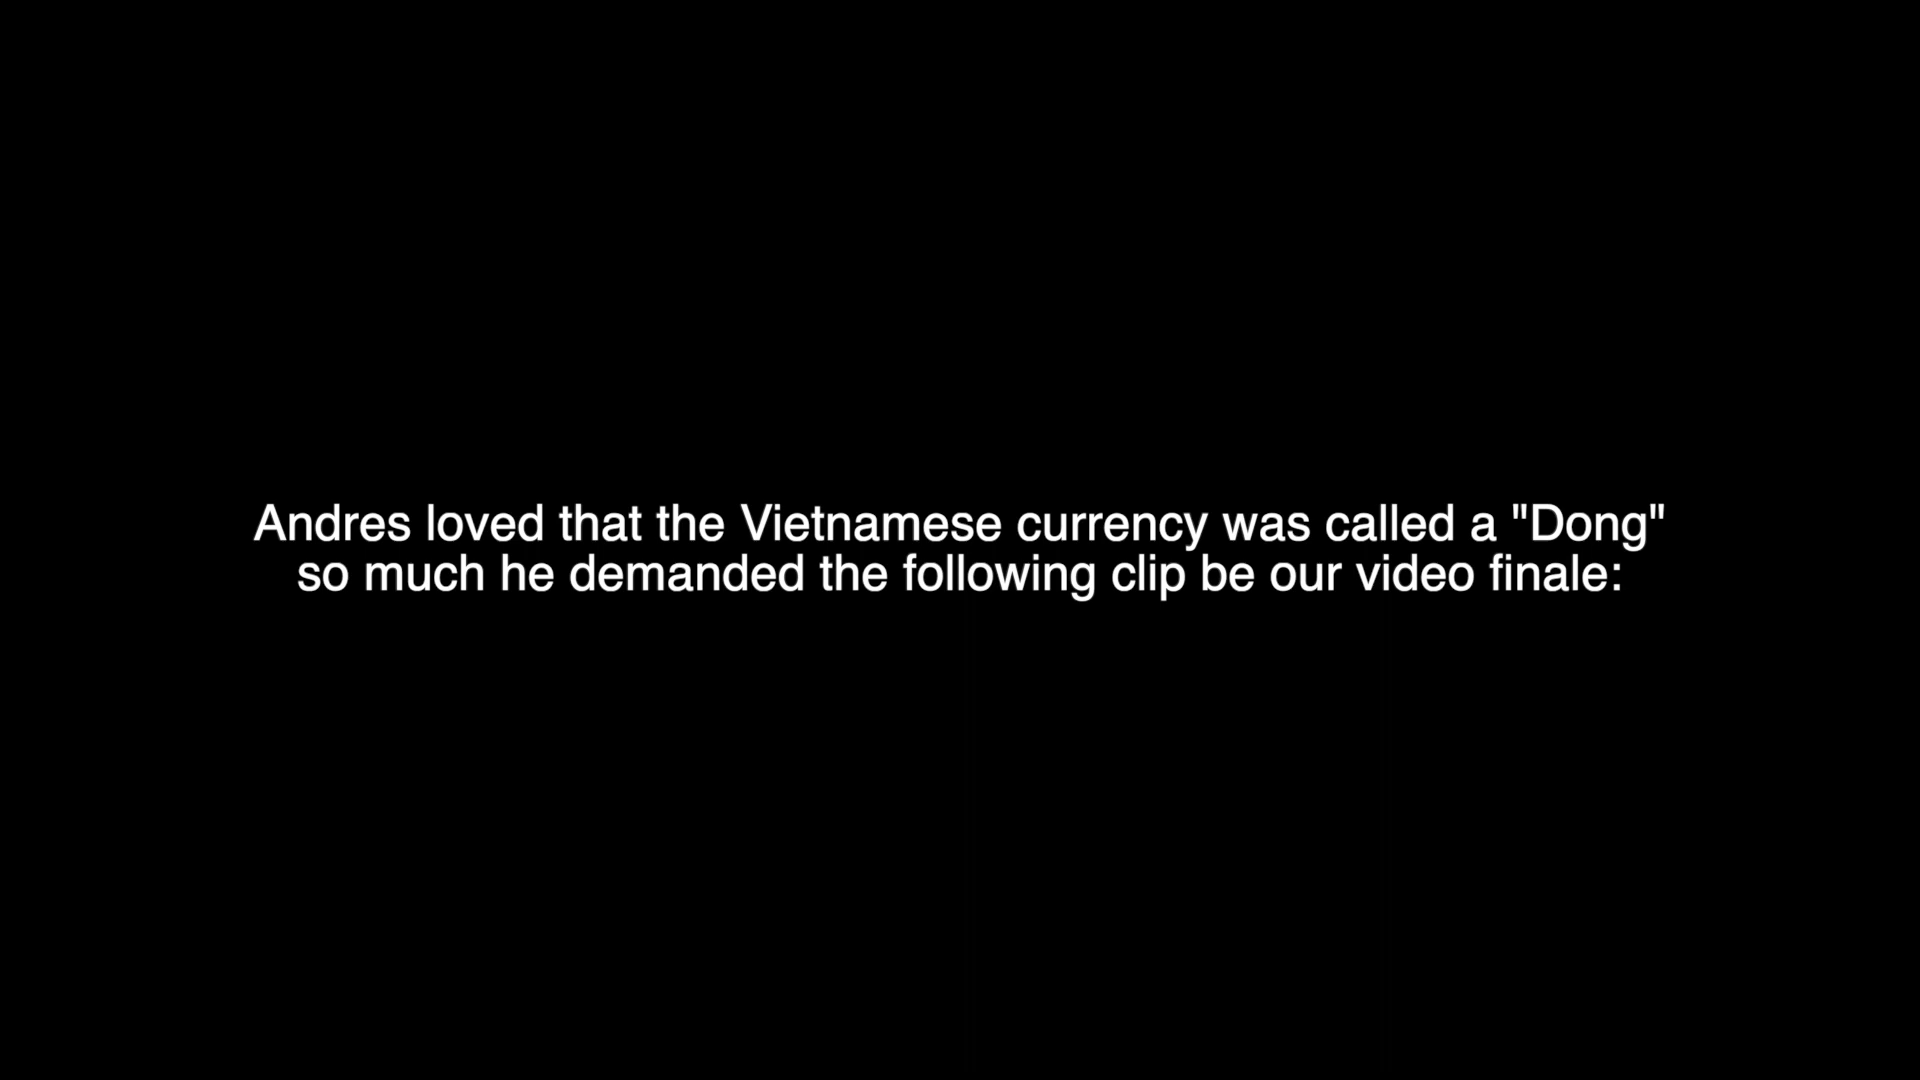 Andres loved that the Vietnamese currency was called a "Dong"
so much he demanded the following clip be our video finale: